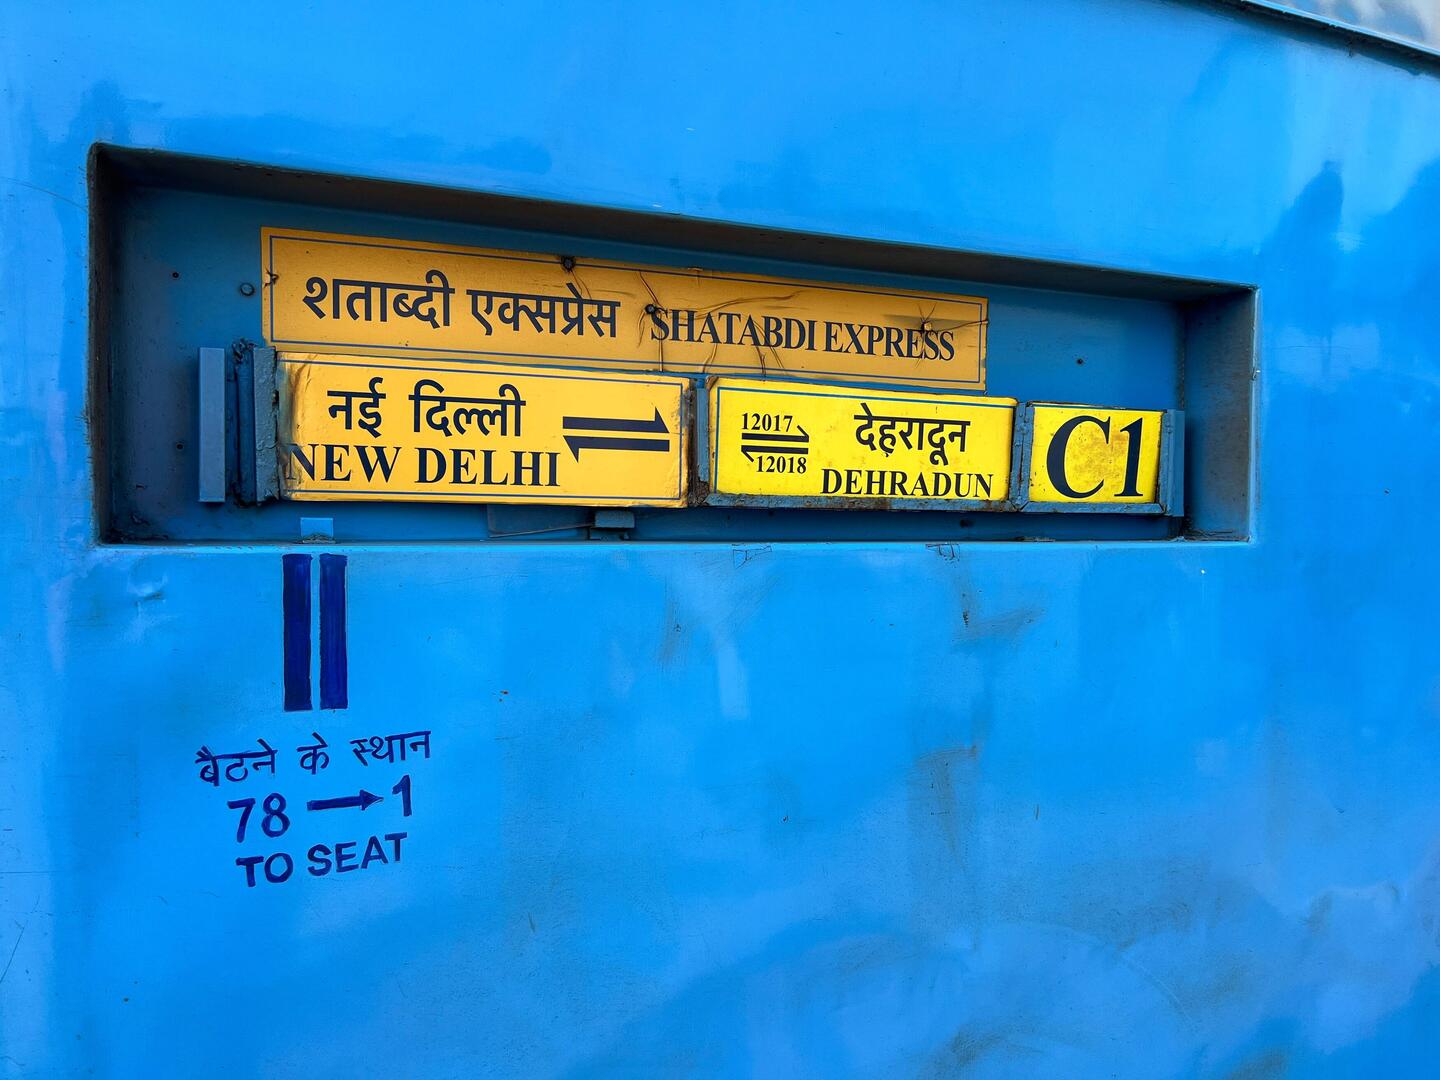 शताब्दी एक्सप्रेस SHATABDI EXPRESS
नई दिल्ली
NEW DELHI
12017
12018
देहरादून
DEHRADUN
C1
बैठने के स्थान
78 → 1
TO SEAT